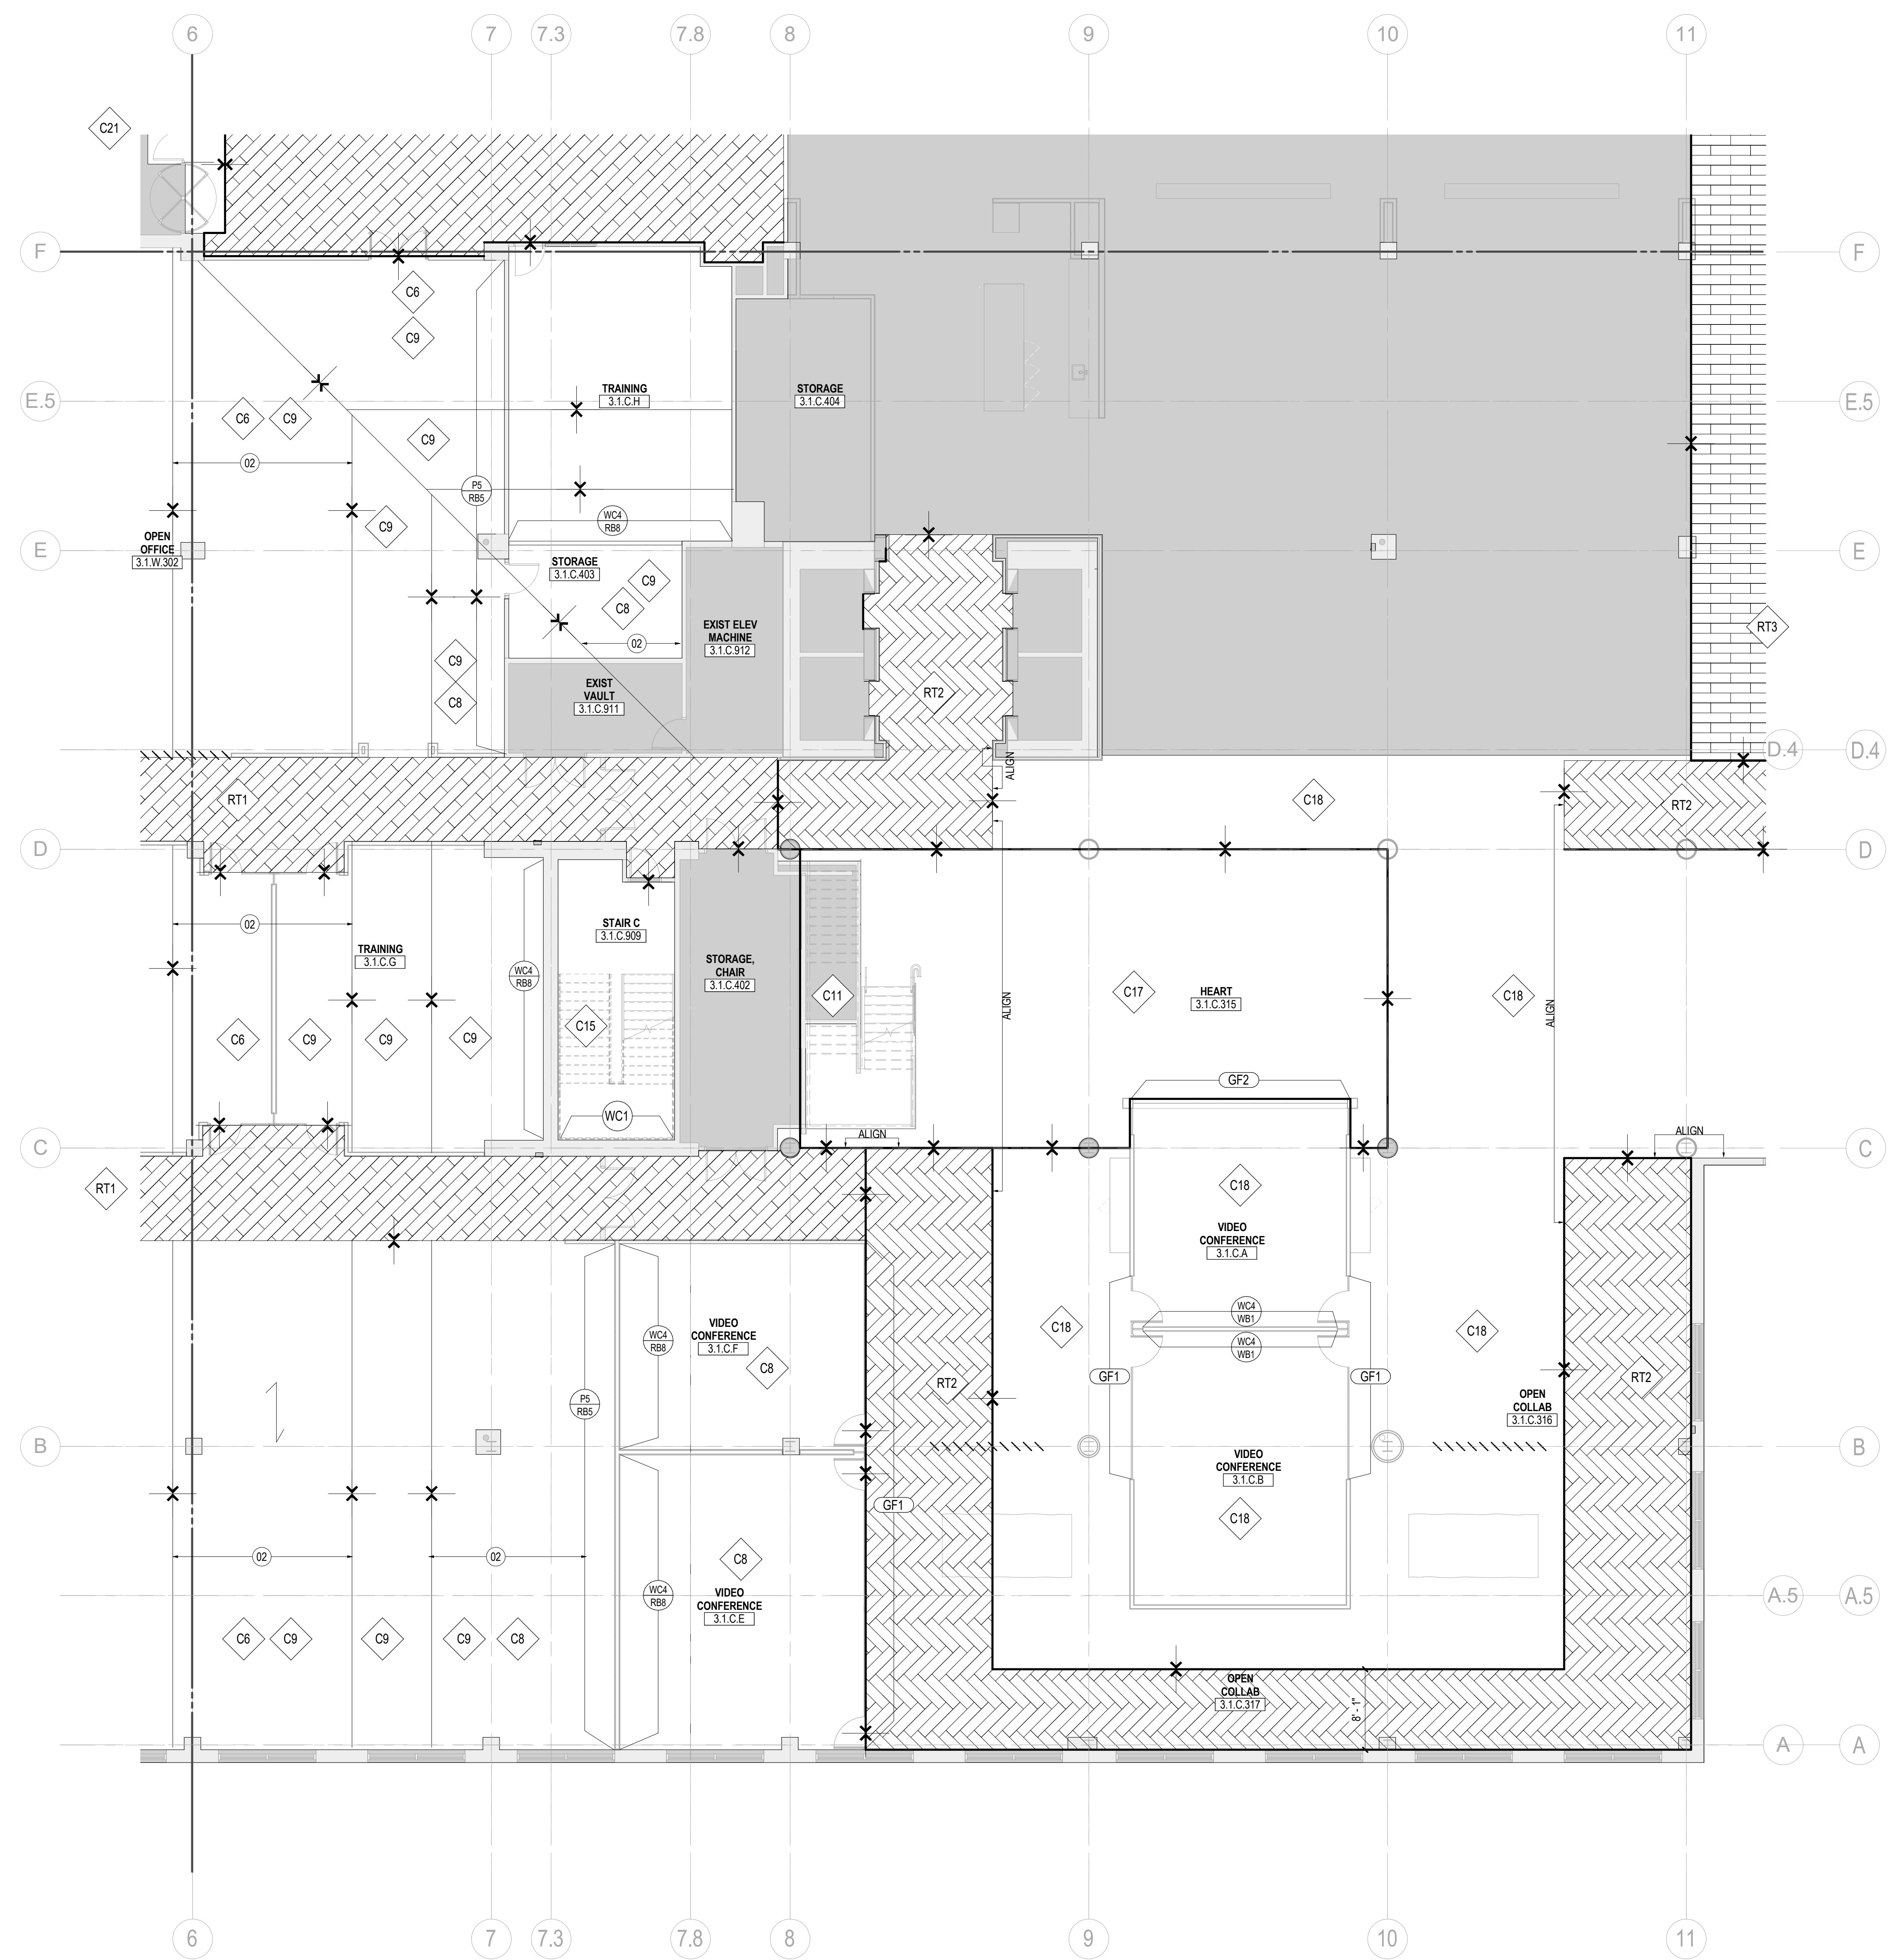 6 7 7.3 7.8 8 9 10 11
C21
F F
C6
C9
E.5 E.5
TRAINING
3.1.C.H
STORAGE
3.1.C.404
C6 C9
C9
02
P5
RB5
WC4
RB8
C9
OPEN
OFFICE
3.1.W.302
E E
STORAGE
3.1.C.403
C9
C8
EXIST ELEV
MACHINE
3.1.C.912
02
RT3
C9
C8
EXIST
VAULT
3.1.C.911
RT2
D.4 D.4
ALIGN
RT1
C18
RT2
D D
02
TRAINING
3.1.C.G
STAIR C
3.1.C.909
WC4
RB8
STORAGE,
CHAIR
3.1.C.402
C11
C17
HEART
3.1.C.315
C18
ALIGN
ALIGN
C15
C6 C9 C9 C9
GF2
WC1
ALIGN
ALIGN
C C
RT1
C18
VIDEO
CONFERENCE
3.1.C.A
WC4
WB1
WC4
WB1
VIDEO
CONFERENCE
3.1.C.F
WC4
RB8
C8
C18
C18
RT2
GF1
GF1
RT2
P5
RB5
OPEN
COLLAB
3.1.C.316
B B
VIDEO
CONFERENCE
3.1.C.B
GF1
C18
02
02
C8
VIDEO
CONFERENCE
3.1.C.E
WC4
RB8
A.5 A.5
C6 C9 C9 C9 C8
OPEN
COLLAB
3.1.C.317
8' - 1"
A A
6 7 7.3 7.8 8 9 10 11